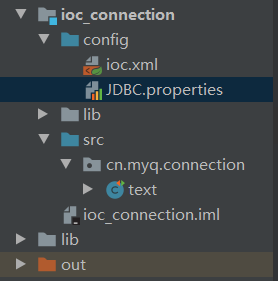 ioc_connection
config
ioc.xml
JDBC.properties
lib
src
cn.myq.connection
text
ioc_connection.iml
lib
out